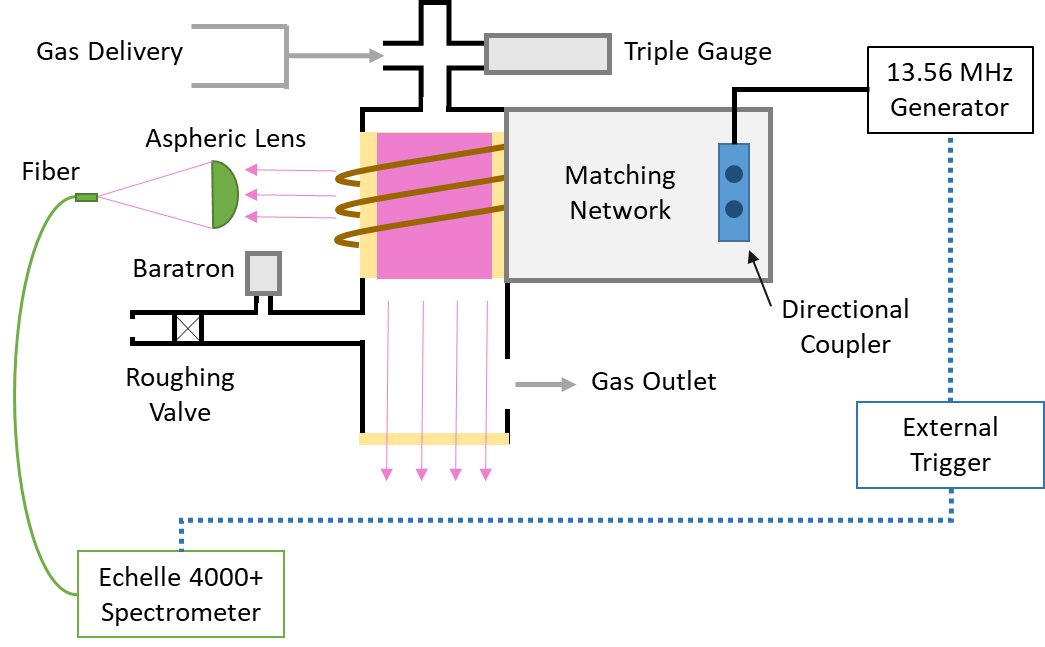 Gas Delivery
Triple Gauge
13.56 MHz
Generator
Aspheric Lens
Fiber
Matching
Network
Baratron
Directional
Coupler
Roughing
Valve
Gas Outlet
External
Trigger
Echelle 4000+
Spectrometer